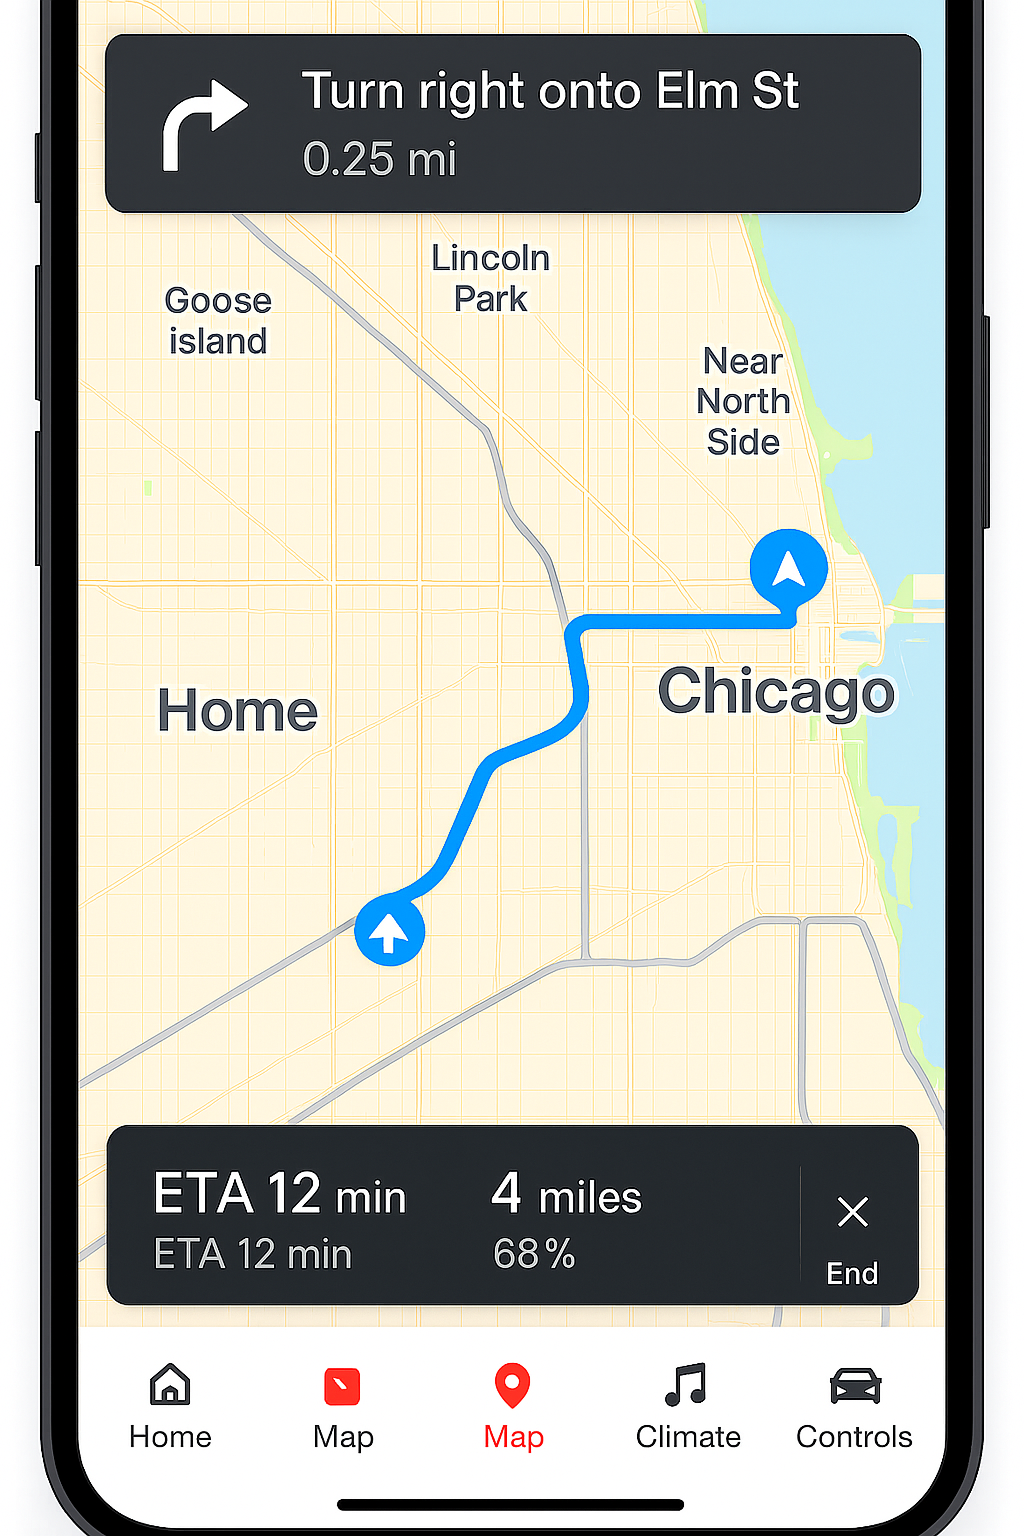 Turn right onto Elm St
0.25 mi
Lincoln
Park
Goose
island
Near
North
Side
Home
Chicago
ETA 12 min
4 miles
ETA 12 min
68%
End
Home
Map
Map
Climate
Controls